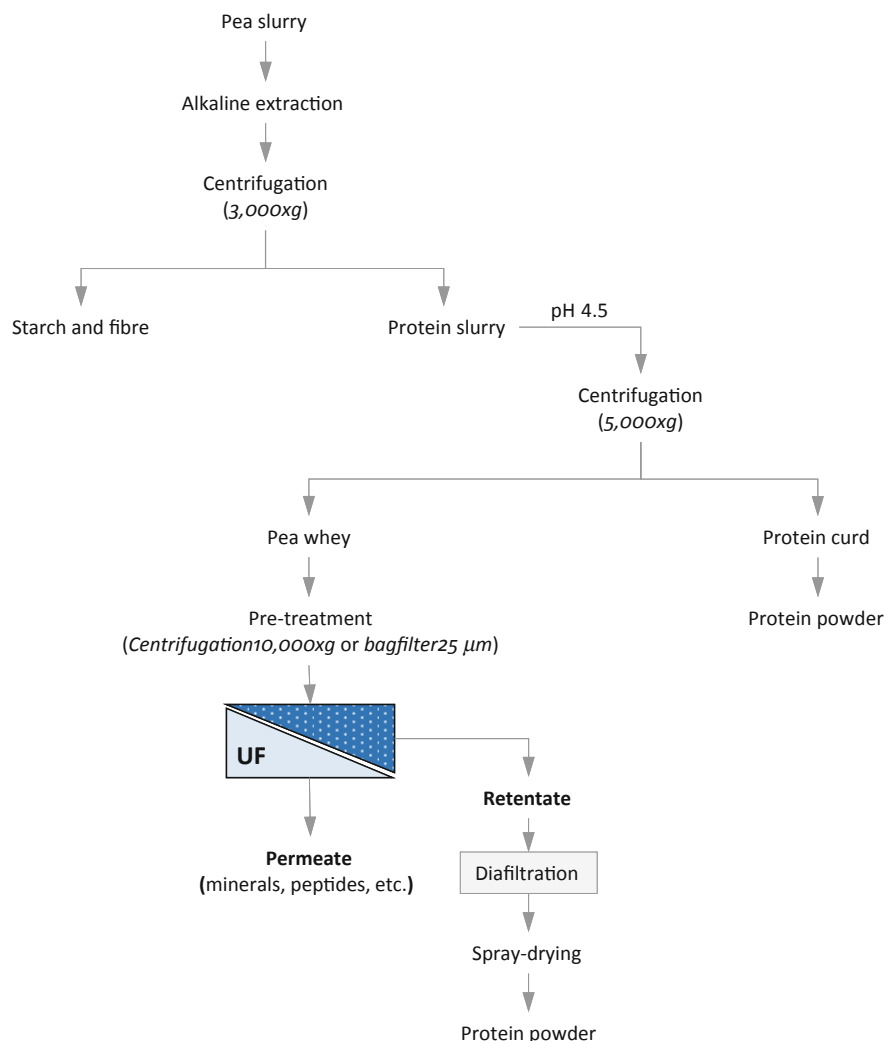 Pea slurry
Alkaline extraction
Centrifugation
(3,000xg)
Starch and fibre
Protein slurry
pH 4.5
Centrifugation
(5,000xg)
Pea whey
Protein curd
Pre-treatment
(Centrifugation10,000xg or bagfilter25 μm)
Protein powder
UF
Retentate
Permeate
(minerals, peptides, etc.)
Diafiltration
Spray-drying
Protein powder